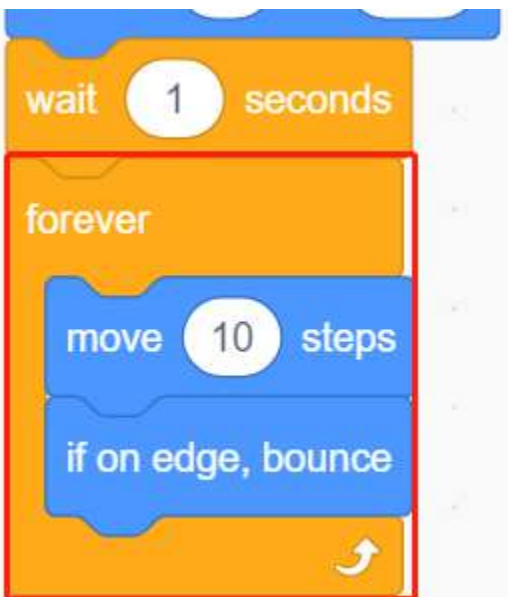 wait 1 seconds
forever
move 10 steps
if on edge, bounce